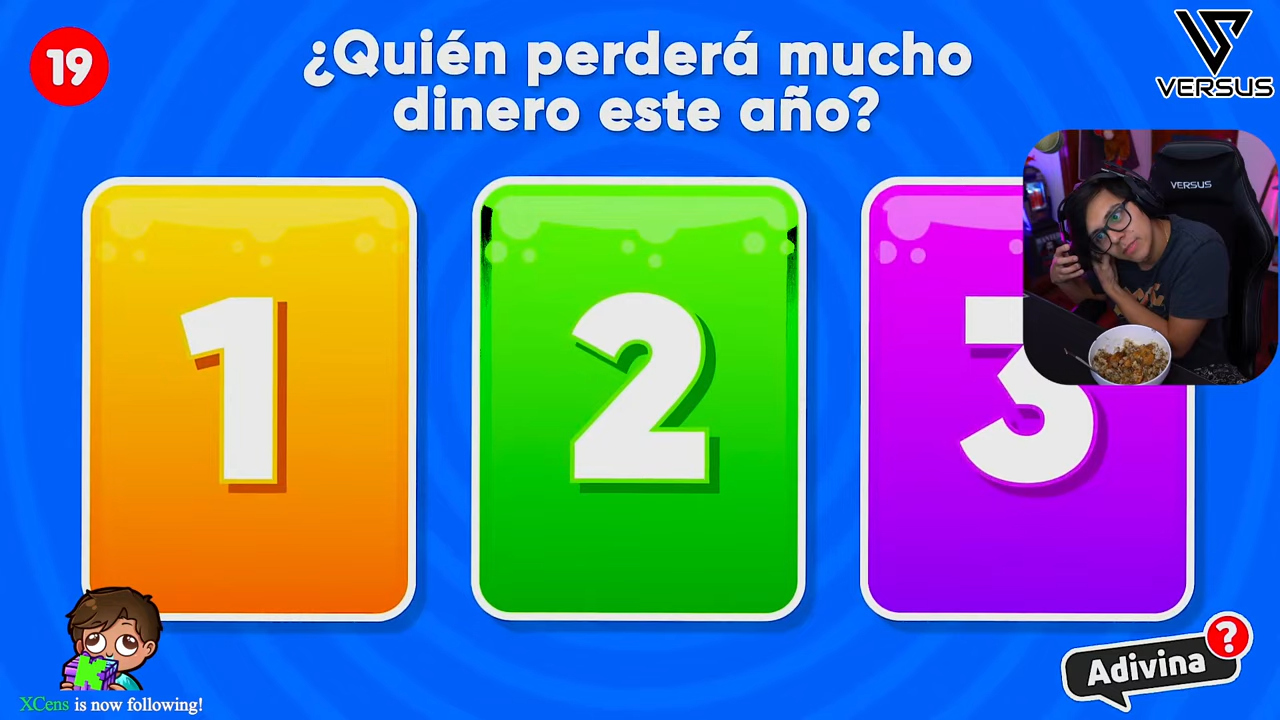 19
¿Quién perderá mucho
dinero este año?
VERSUS
VERSUS
1
2
3
Adivina
?
XCens is now following!